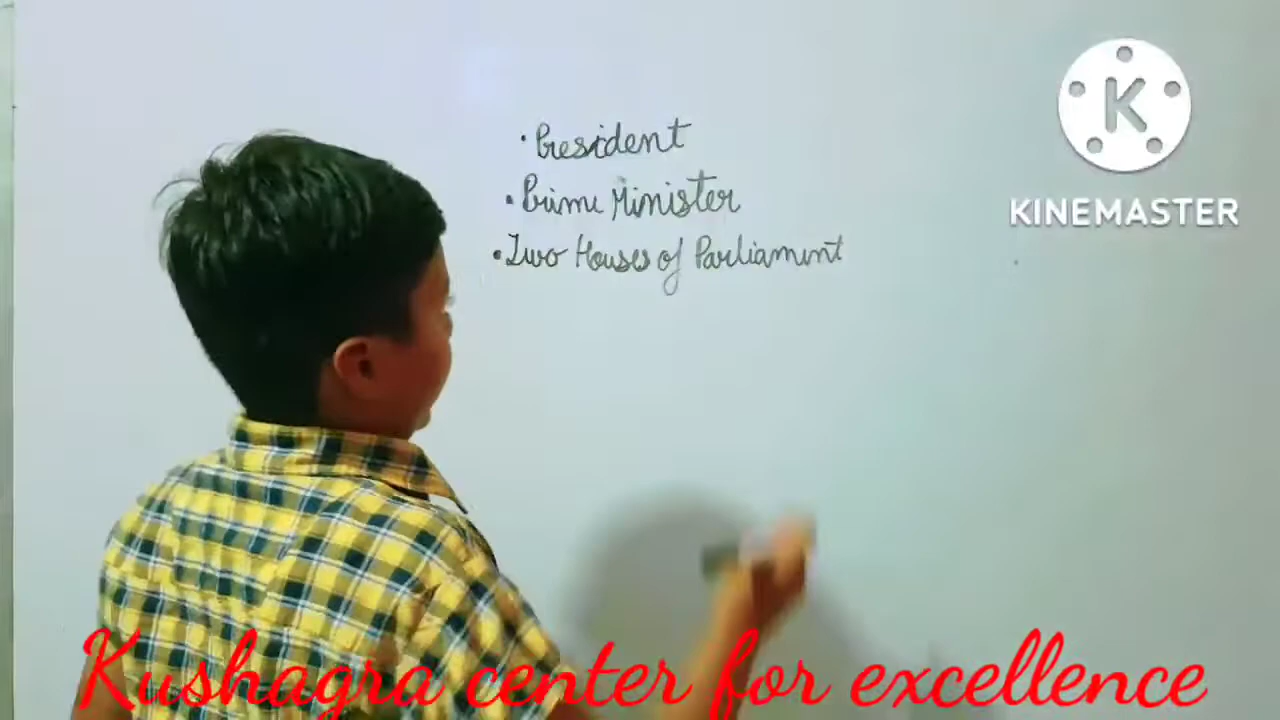 • President
• Prime Minister
• Two Houses of Parliament
K
KINEMASTER
Kushagra center for excellence